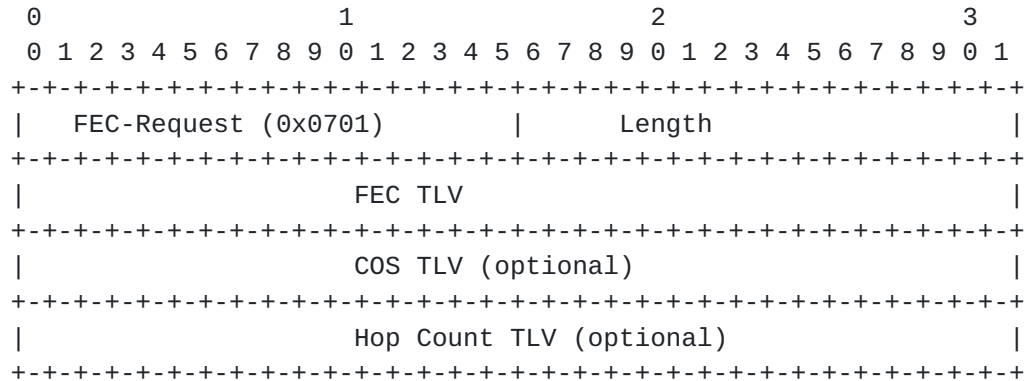 0                   1                   2                   3
 0 1 2 3 4 5 6 7 8 9 0 1 2 3 4 5 6 7 8 9 0 1 2 3 4 5 6 7 8 9 0 1
+-+-+-+-+-+-+-+-+-+-+-+-+-+-+-+-+-+-+-+-+-+-+-+-+-+-+-+-+-+-+-+-+
|   FEC-Request (0x0701)        |      Length                   |
+-+-+-+-+-+-+-+-+-+-+-+-+-+-+-+-+-+-+-+-+-+-+-+-+-+-+-+-+-+-+-+-+
|                     FEC TLV                                   |
+-+-+-+-+-+-+-+-+-+-+-+-+-+-+-+-+-+-+-+-+-+-+-+-+-+-+-+-+-+-+-+-+
|                     COS TLV (optional)                        |
+-+-+-+-+-+-+-+-+-+-+-+-+-+-+-+-+-+-+-+-+-+-+-+-+-+-+-+-+-+-+-+-+
|                     Hop Count TLV (optional)                  |
+-+-+-+-+-+-+-+-+-+-+-+-+-+-+-+-+-+-+-+-+-+-+-+-+-+-+-+-+-+-+-+-+